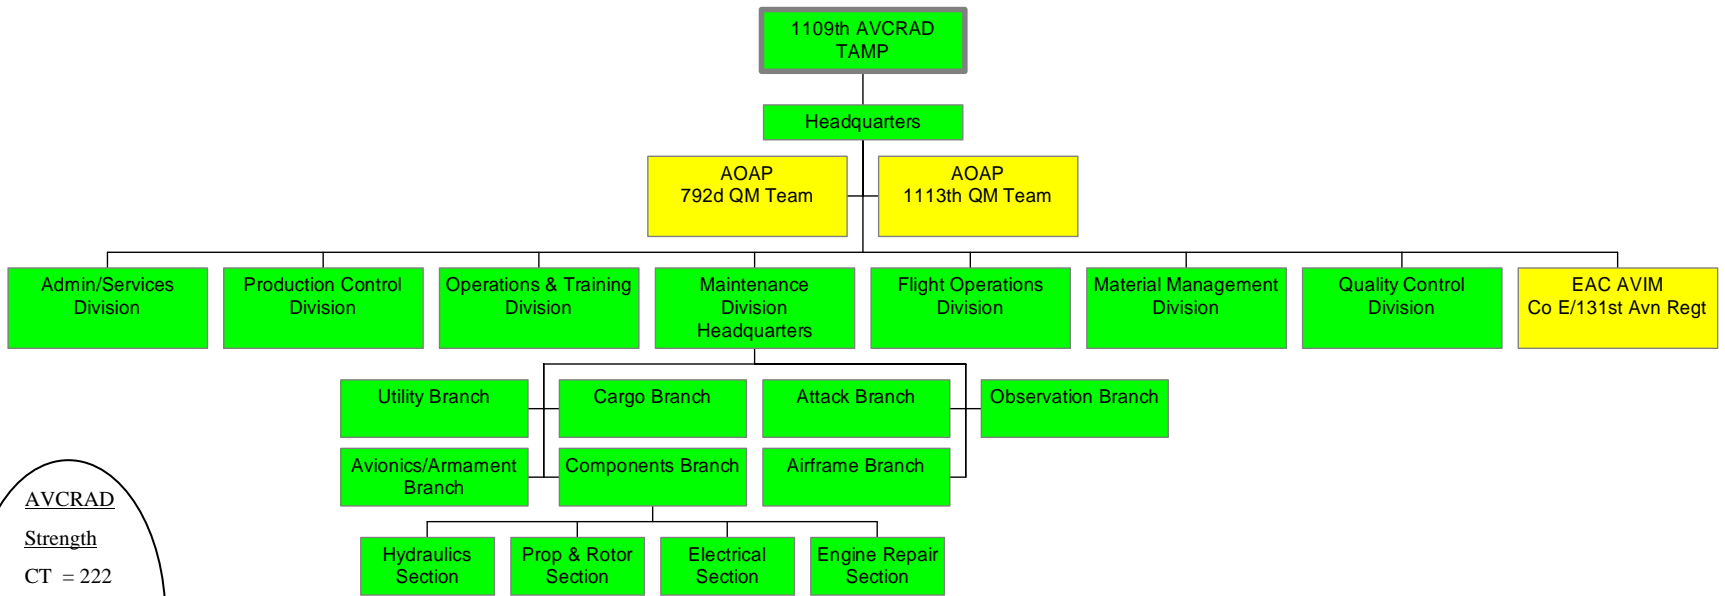 1109th AVCRAD
TAMP
Headquarters
AOAP
792d QM Team
AOAP
1113th QM Team
Admin/Services
Division
Production Control
Division
Operations & Training
Division
Maintenance
Division
Headquarters
Flight Operations
Division
Material Management
Division
Quality Control
Division
EAC AVIM
Co E/131st Avn Regt
Utility Branch
Cargo Branch
Attack Branch
Observation Branch
Avionics/Armament
Branch
Components Branch
Airframe Branch
Hydraulics
Section
Prop & Rotor
Section
Electrical
Section
Engine Repair
Section
AVCRAD
Strength
CT = 222